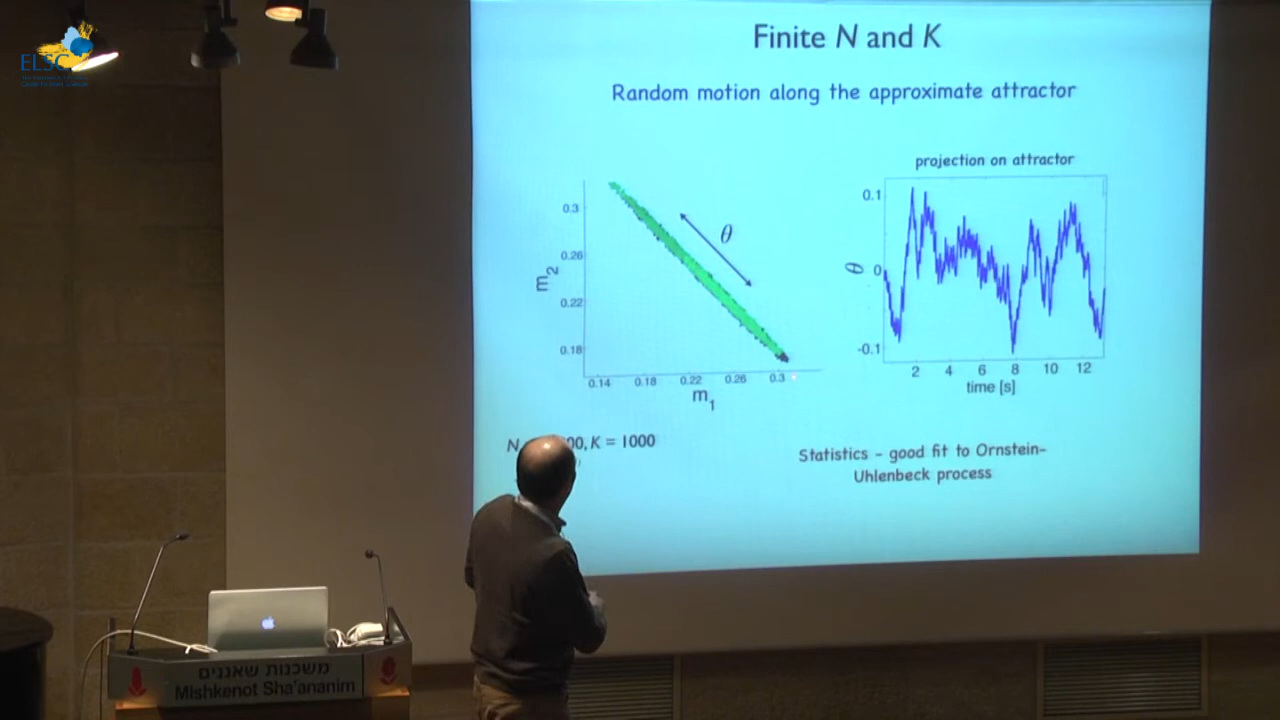 ELSC
Finite N and K
Random motion along the approximate attractor
projection on attractor
0.3
0.26
0.22
0.18
m2
θ
0.14 0.18 0.22 0.26 0.3
m1
0.1
0
-0.1
θ
2 4 6 8 10 12
time [s]
N 00, K = 1000
Statistics - good fit to Ornstein-
Uhlenbeck process
משכנות שאננים
Mishkenot Sha'ananim